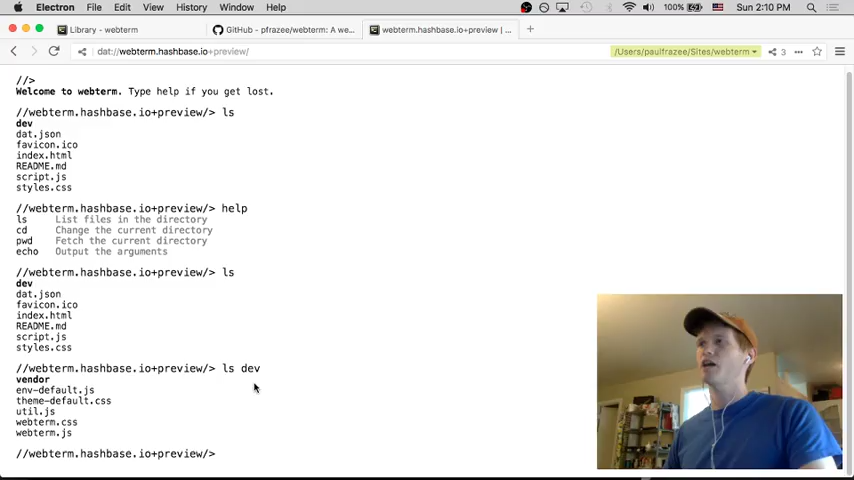 Electron File Edit View History Window Help 100% Sun 2:10 PM
Library - webterm
GitHub - pfrazee/webterm: A we...
webterm.hashbase.io+preview | ...
dat://webterm.hashbase.io+preview/
/Users/paulfrazee/Sites/webterm
3
//>
Welcome to webterm. Type help if you get lost.
//webterm.hashbase.io+preview/> ls
dev
dat.json
favicon.ico
index.html
README.md
script.js
styles.css
//webterm.hashbase.io+preview/> help
ls List files in the directory
cd Change the current directory
pwd Fetch the current directory
echo Output the arguments
//webterm.hashbase.io+preview/> ls
dev
dat.json
favicon.ico
index.html
README.md
script.js
styles.css
//webterm.hashbase.io+preview/> ls dev
vendor
env-default.js
theme-default.css
util.js
webterm.css
webterm.js
//webterm.hashbase.io+preview/>